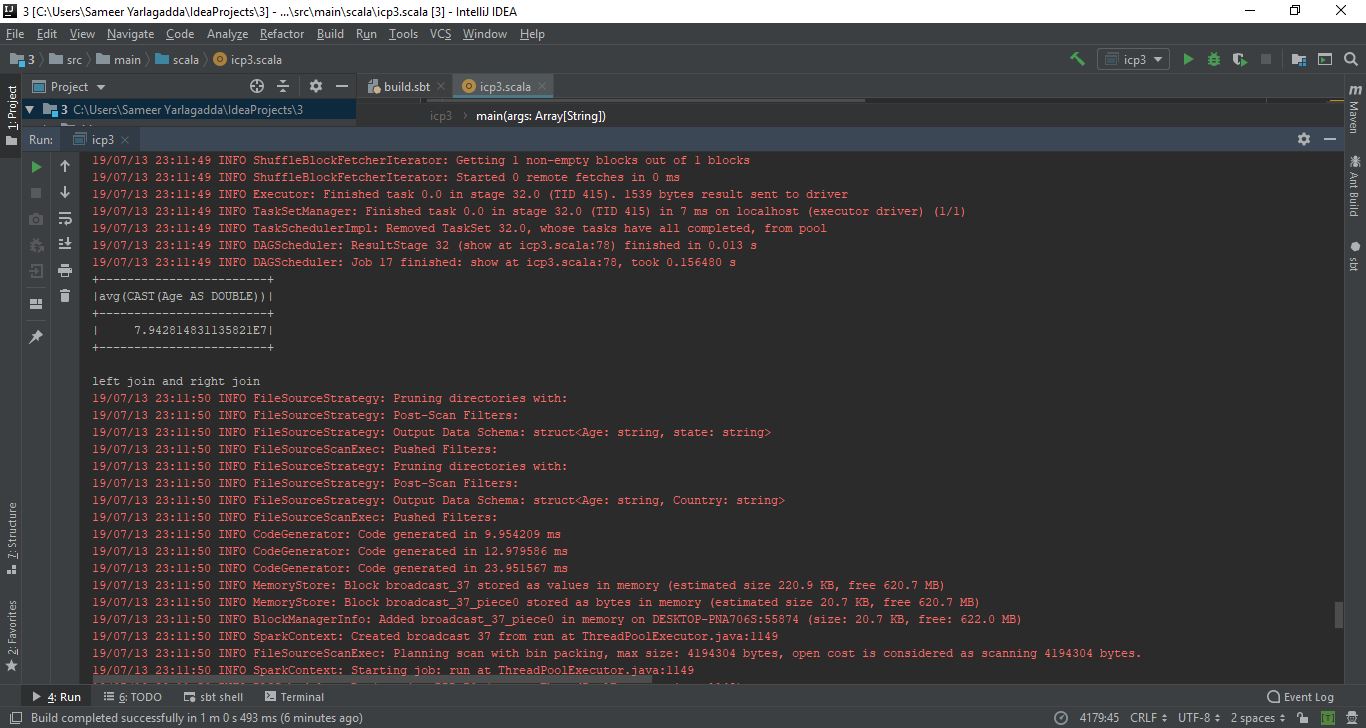 3 [C:\Users\Sameer Yarlagadda\IdeaProjects\3] - ...\src\main\scala\icp3.scala [3] - IntelliJ IDEA
File Edit View Navigate Code Analyze Refactor Build Run Tools VCS Window Help
3 src main scala icp3.scala icp3
Project build.sbt icp3.scala
3 C:\Users\Sameer Yarlagadda\IdeaProjects\3
icp3 › main(args: Array[String])
Run: icp3
19/07/13 23:11:49 INFO ShuffleBlockFetcherIterator: Getting 1 non-empty blocks out of 1 blocks
19/07/13 23:11:49 INFO ShuffleBlockFetcherIterator: Started 0 remote fetches in 0 ms
19/07/13 23:11:49 INFO Executor: Finished task 0.0 in stage 32.0 (TID 415). 1539 bytes result sent to driver
19/07/13 23:11:49 INFO TaskSetManager: Finished task 0.0 in stage 32.0 (TID 415) in 7 ms on localhost (executor driver) (1/1)
19/07/13 23:11:49 INFO TaskSchedulerImpl: Removed TaskSet 32.0, whose tasks have all completed, from pool
19/07/13 23:11:49 INFO DAGScheduler: ResultStage 32 (show at icp3.scala:78) finished in 0.013 s
19/07/13 23:11:49 INFO DAGScheduler: Job 17 finished: show at icp3.scala:78, took 0.156480 s
+------------------------+
|avg(CAST(Age AS DOUBLE))|
+------------------------+
|     7.942814831135821E7|
+------------------------+
left join and right join
19/07/13 23:11:50 INFO FileSourceStrategy: Pruning directories with:
19/07/13 23:11:50 INFO FileSourceStrategy: Post-Scan Filters:
19/07/13 23:11:50 INFO FileSourceStrategy: Output Data Schema: struct<Age: string, state: string>
19/07/13 23:11:50 INFO FileSourceScanExec: Pushed Filters:
19/07/13 23:11:50 INFO FileSourceStrategy: Pruning directories with:
19/07/13 23:11:50 INFO FileSourceStrategy: Post-Scan Filters:
19/07/13 23:11:50 INFO FileSourceStrategy: Output Data Schema: struct<Age: string, Country: string>
19/07/13 23:11:50 INFO FileSourceScanExec: Pushed Filters:
19/07/13 23:11:50 INFO CodeGenerator: Code generated in 9.954209 ms
19/07/13 23:11:50 INFO CodeGenerator: Code generated in 12.979586 ms
19/07/13 23:11:50 INFO CodeGenerator: Code generated in 23.951567 ms
19/07/13 23:11:50 INFO MemoryStore: Block broadcast_37 stored as values in memory (estimated size 220.9 KB, free 620.7 MB)
19/07/13 23:11:50 INFO MemoryStore: Block broadcast_37_piece0 stored as bytes in memory (estimated size 20.7 KB, free 620.7 MB)
19/07/13 23:11:50 INFO BlockManagerInfo: Added broadcast_37_piece0 in memory on DESKTOP-PNA706S:55874 (size: 20.7 KB, free: 622.0 MB)
19/07/13 23:11:50 INFO SparkContext: Created broadcast 37 from run at ThreadPoolExecutor.java:1149
19/07/13 23:11:50 INFO FileSourceScanExec: Planning scan with bin packing, max size: 4194304 bytes, open cost is considered as scanning 4194304 bytes.
19/07/13 23:11:50 INFO SparkContext: Starting job: run at ThreadPoolExecutor.java:1149
1: Project
7: Structure
2: Favorites
m
Maven
Ant Build
sbt
4: Run 6: TODO sbt shell Terminal Event Log
Build completed successfully in 1 m 0 s 493 ms (6 minutes ago) 4179:45 CRLF UTF-8 2 spaces